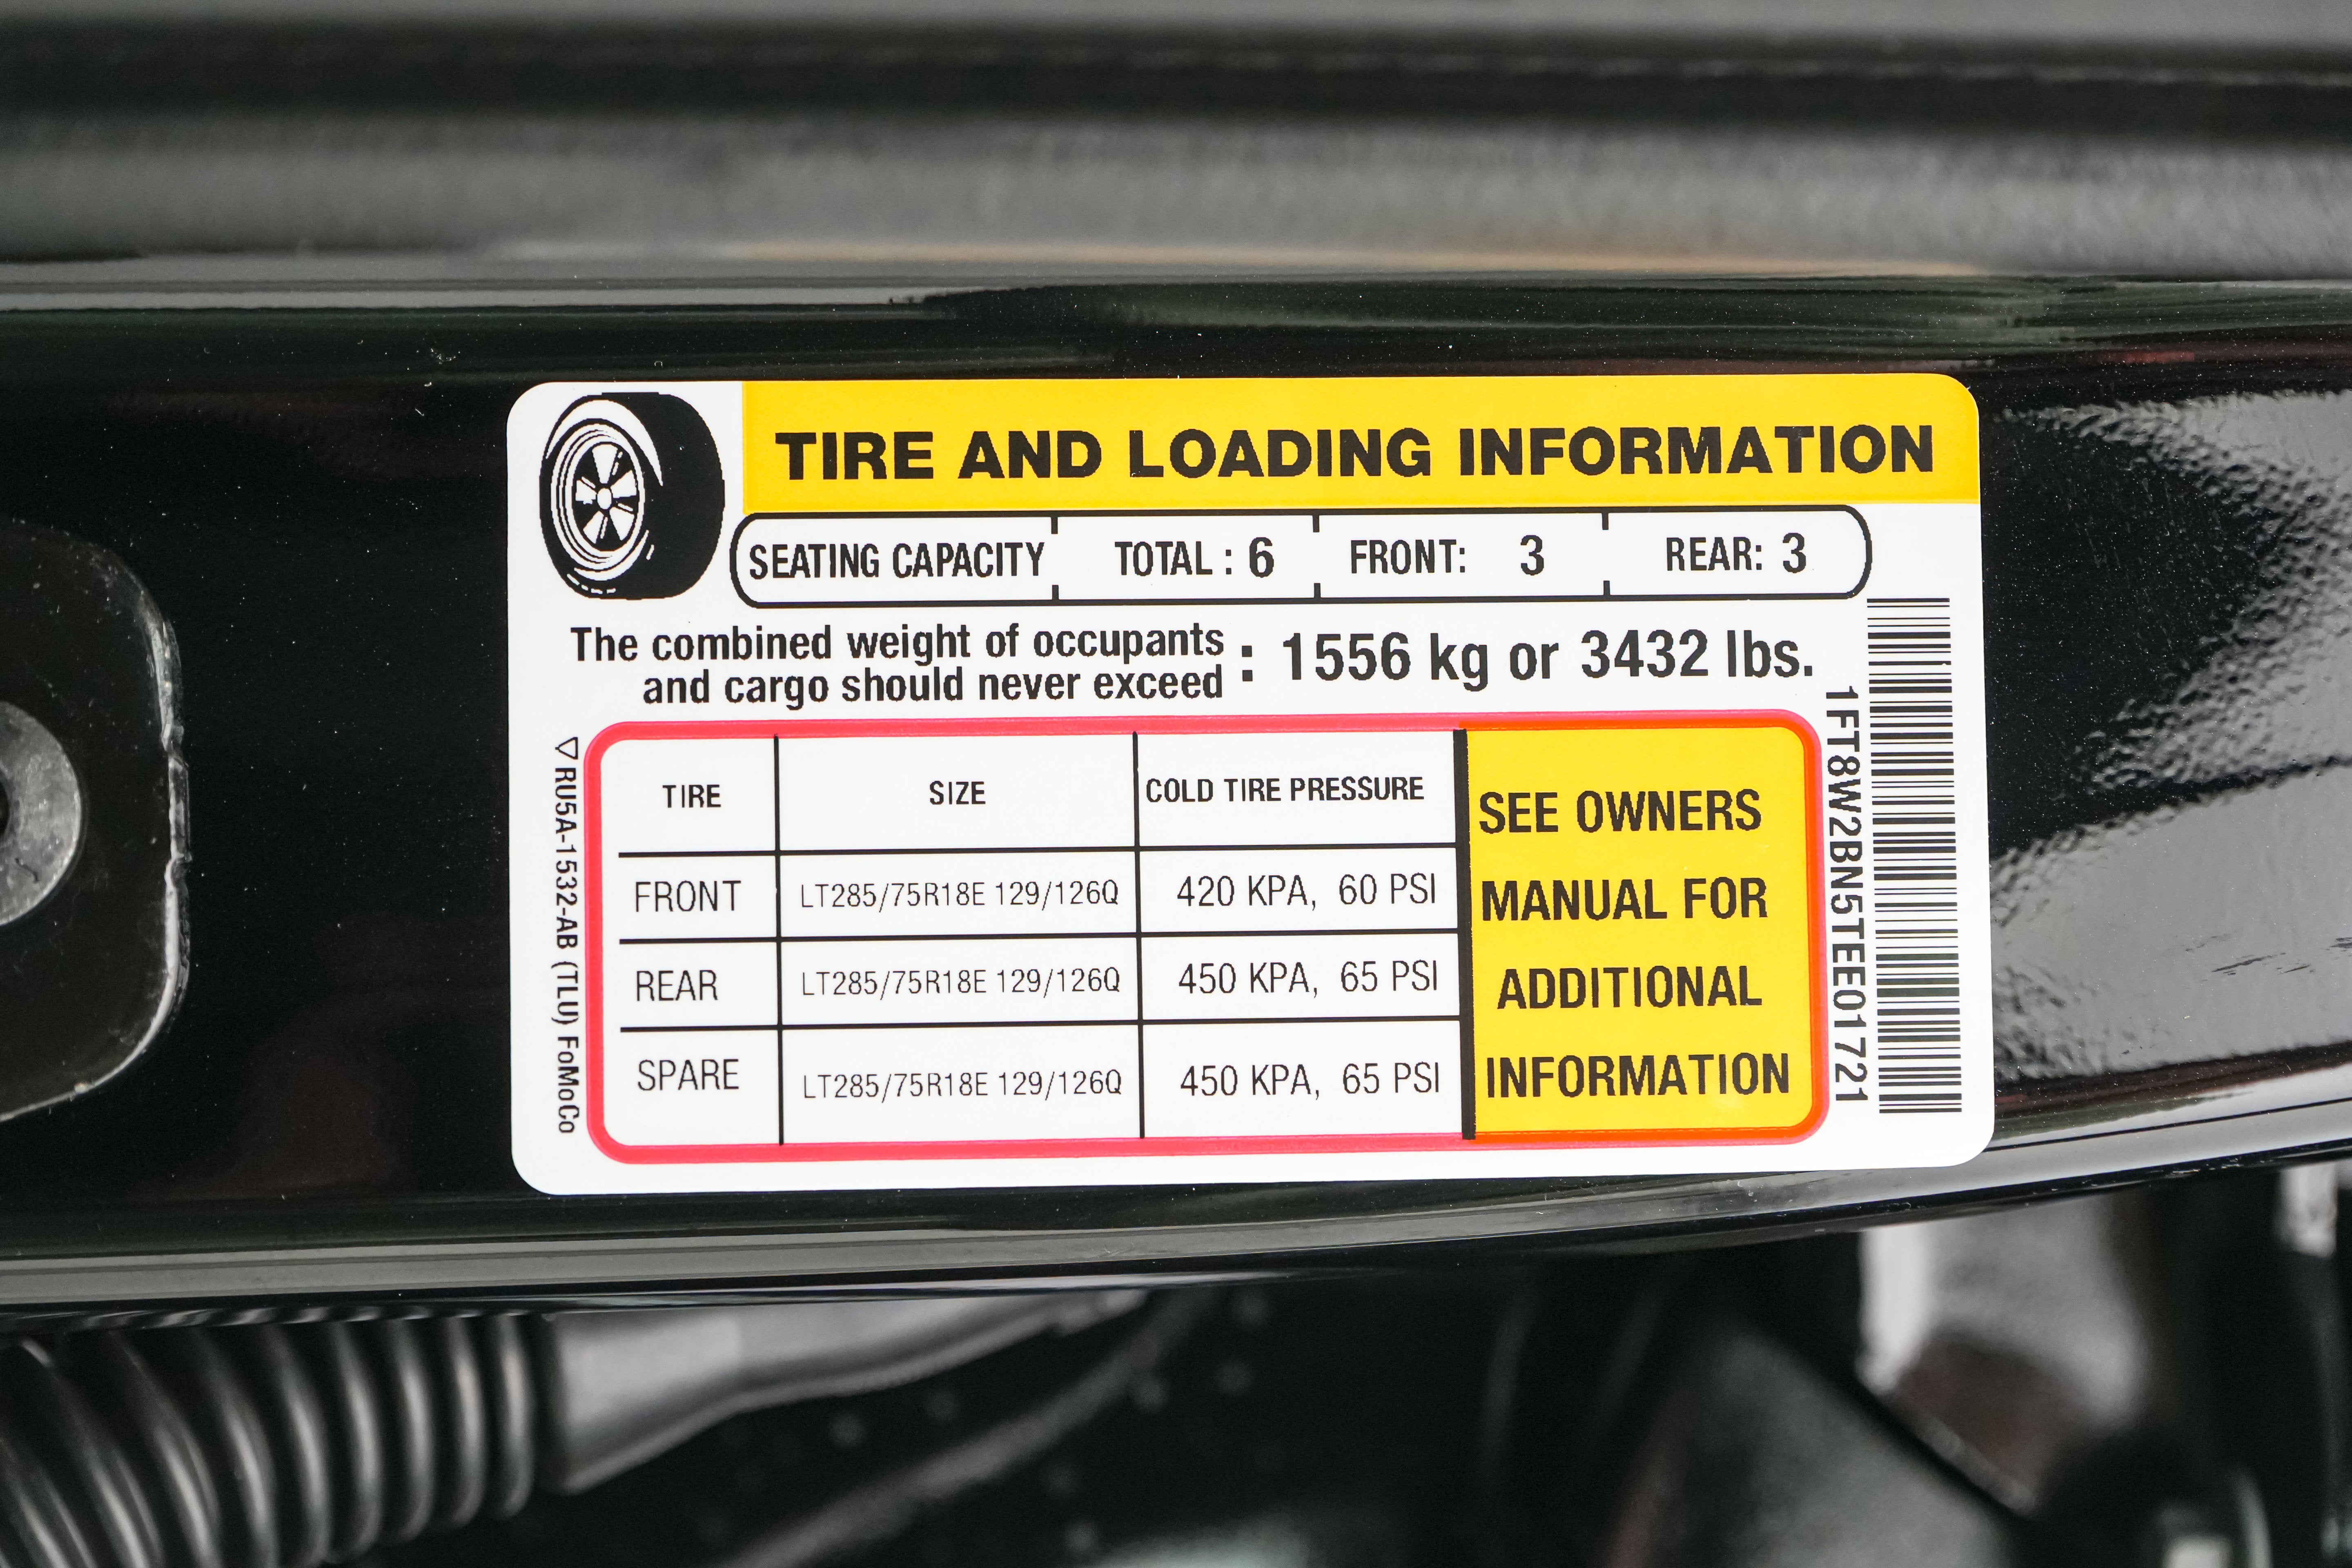 TIRE AND LOADING INFORMATION
SEATING CAPACITY TOTAL : 6 FRONT: 3 REAR: 3
The combined weight of occupants
and cargo should never exceed : 1556 kg or 3432 lbs.
TIRE SIZE COLD TIRE PRESSURE
FRONT LT285/75R18E 129/126Q 420 KPA, 60 PSI
REAR LT285/75R18E 129/126Q 450 KPA, 65 PSI
SPARE LT285/75R18E 129/126Q 450 KPA, 65 PSI
SEE OWNERS
MANUAL FOR
ADDITIONAL
INFORMATION
RU5A-1532-AB (TLU) FoMoCo
1FT8W2BN5TEE01721